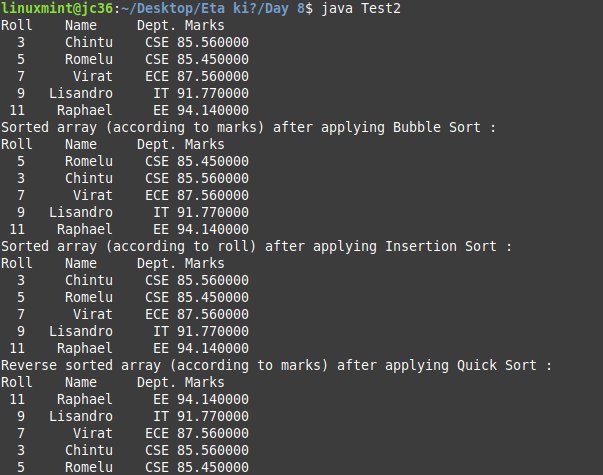 linuxmint@jc36:~/Desktop/Eta ki?/Day 8$ java Test2
Roll    Name     Dept. Marks
  3     Chintu    CSE 85.560000
  5     Romelu    CSE 85.450000
  7      Virat    ECE 87.560000
  9   Lisandro     IT 91.770000
 11    Raphael     EE 94.140000
Sorted array (according to marks) after applying Bubble Sort :
Roll    Name     Dept. Marks
  5     Romelu    CSE 85.450000
  3     Chintu    CSE 85.560000
  7      Virat    ECE 87.560000
  9   Lisandro     IT 91.770000
 11    Raphael     EE 94.140000
Sorted array (according to roll) after applying Insertion Sort :
Roll    Name     Dept. Marks
  3     Chintu    CSE 85.560000
  5     Romelu    CSE 85.450000
  7      Virat    ECE 87.560000
  9   Lisandro     IT 91.770000
 11    Raphael     EE 94.140000
Reverse sorted array (according to marks) after applying Quick Sort :
Roll    Name     Dept. Marks
 11    Raphael     EE 94.140000
  9   Lisandro     IT 91.770000
  7      Virat    ECE 87.560000
  3     Chintu    CSE 85.560000
  5     Romelu    CSE 85.450000